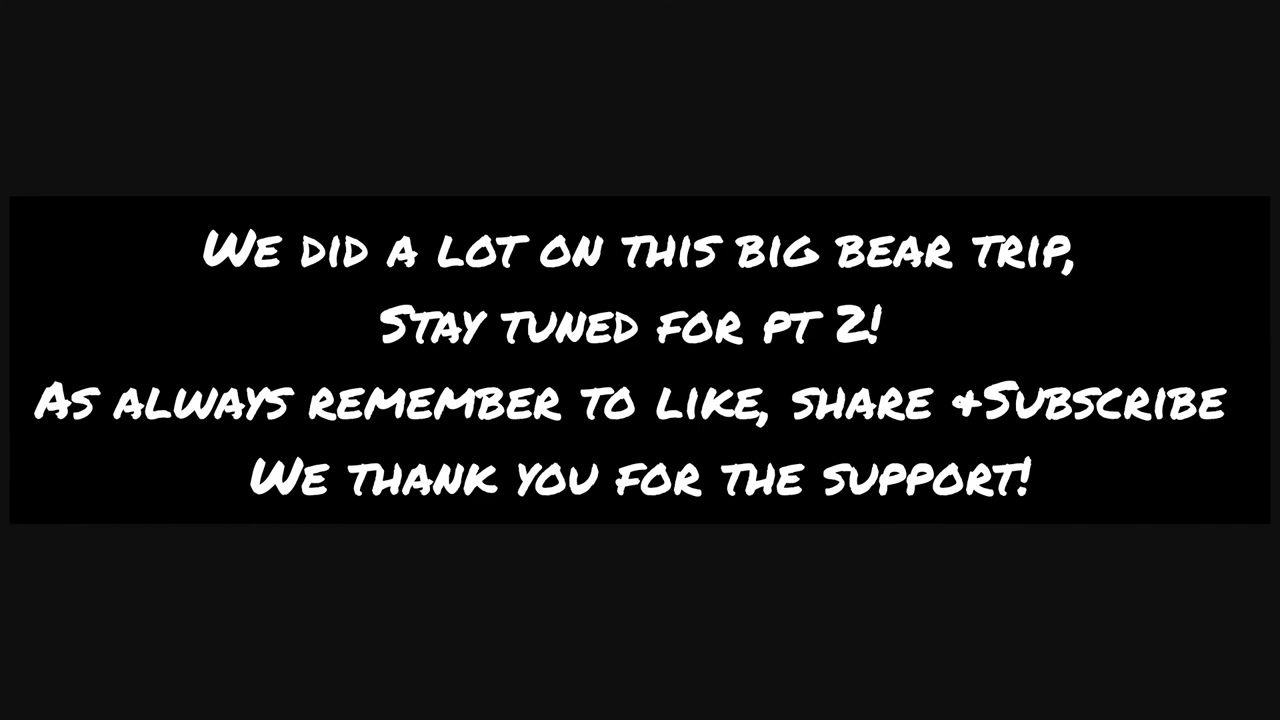 We did a lot on this big bear trip,
Stay tuned for pt 2!
As always remember to like, share &Subscribe
We thank you for the support!